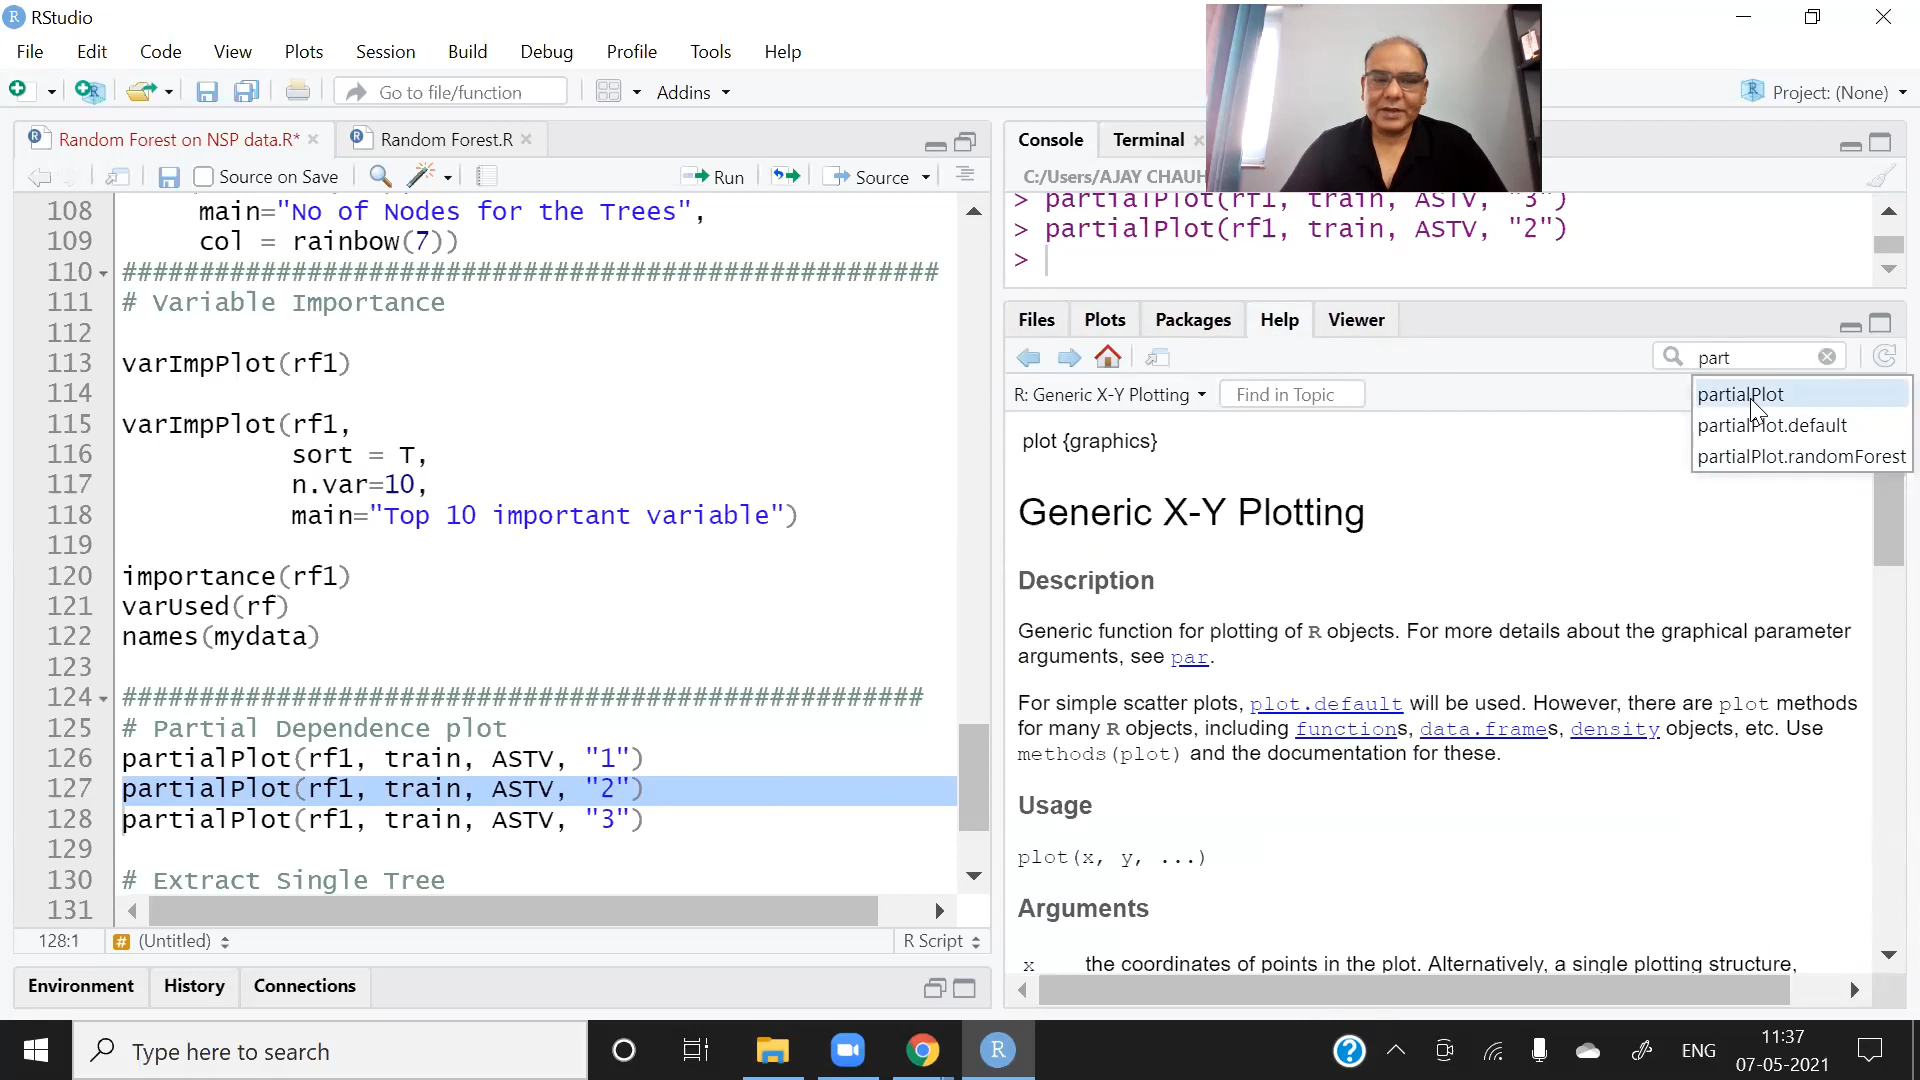 RStudio
File Edit Code View Plots Session Build Debug Profile Tools Help
Go to file/function Addins Project: (None)
Random Forest on NSP data.R* Random Forest.R
Source on Save Run Source
108 main="No of Nodes for the Trees",
109 col = rainbow(7))
110 ####################################################
111 # Variable Importance
112
113 varImpPlot(rf1)
114
115 varImpPlot(rf1,
116 sort = T,
117 n.var=10,
118 main="Top 10 important variable")
119
120 importance(rf1)
121 varUsed(rf)
122 names(mydata)
123
124 ###################################################
125 # Partial Dependence plot
126 partialPlot(rf1, train, ASTV, "1")
127 partialPlot(rf1, train, ASTV, "2")
128 partialPlot(rf1, train, ASTV, "3")
129
130 # Extract Single Tree
131
128:1 (Untitled) R Script
Environment History Connections
Console Terminal
C:/Users/AJAY CHAUH
> partialPlot(rf1, train, ASTV, "3")
> partialPlot(rf1, train, ASTV, "2")
>
Files Plots Packages Help Viewer
part
R: Generic X-Y Plotting Find in Topic
partialPlot
partialPlot.default
partialPlot.randomForest
plot {graphics}
Generic X-Y Plotting
Description
Generic function for plotting of R objects. For more details about the graphical parameter
arguments, see par.
For simple scatter plots, plot.default will be used. However, there are plot methods
for many R objects, including functions, data.frames, density objects, etc. Use
methods(plot) and the documentation for these.
Usage
plot(x, y, ...)
Arguments
x the coordinates of points in the plot. Alternatively, a single plotting structure,
Type here to search
ENG
11:37
07-05-2021